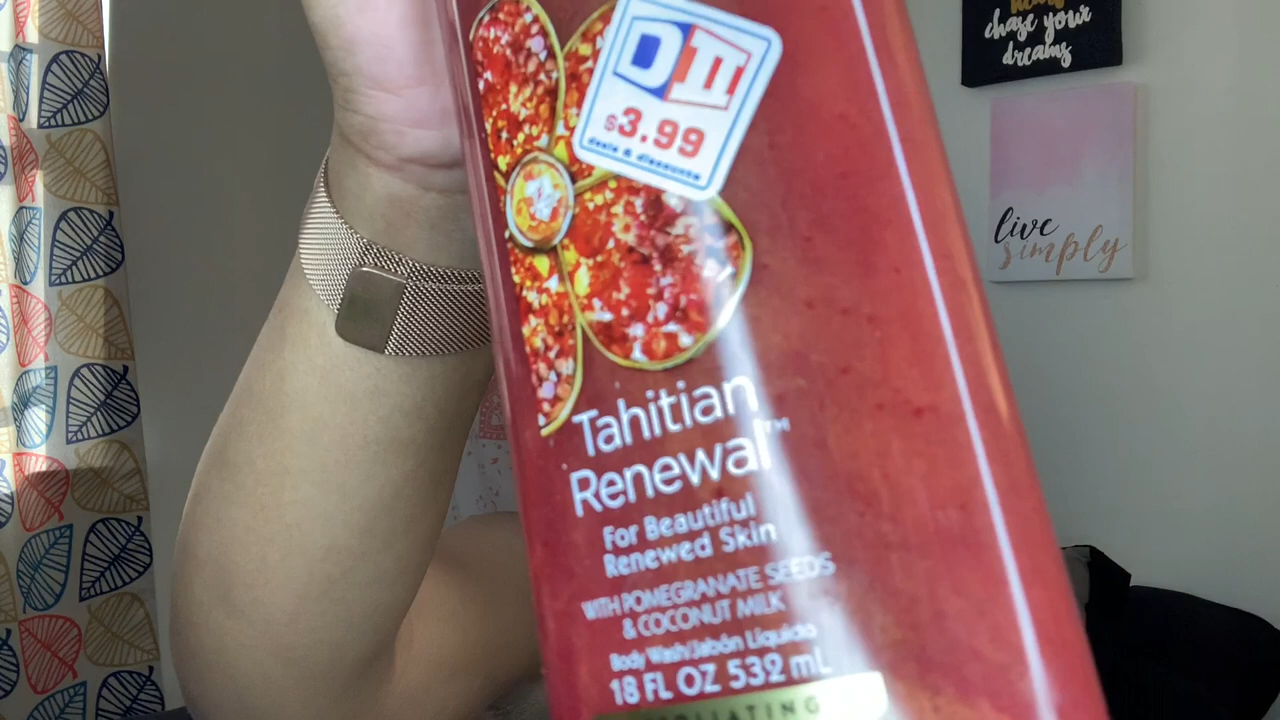 DII
$3.99
deals & discounts
Tahitian
Renewal™
For Beautiful
Renewed Skin
WITH POMEGRANATE SEEDS
& COCONUT MILK
Body Wash/Jabón Líquido
18 FL OZ 532 mL
chase your
dreams
live
simply